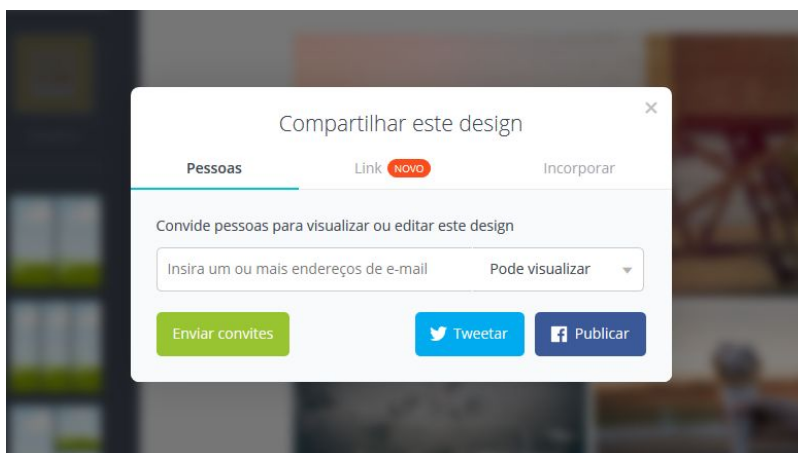 Compartilhar este design
Pessoas
Link NOVO
Incorporar
Convide pessoas para visualizar ou editar este design
Insira um ou mais endereços de e-mail
Pode visualizar
Enviar convites
Tweetar
Publicar